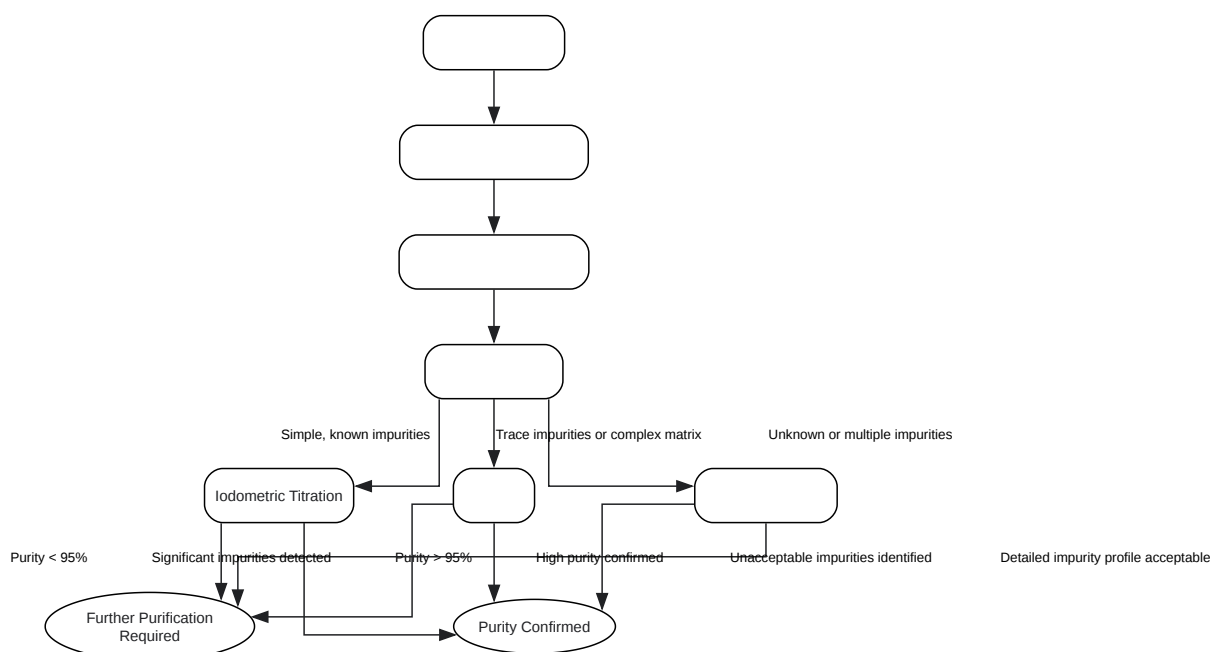 Simple, known impurities
Trace impurities or complex matrix
Unknown or multiple impurities
Iodometric Titration
Purity < 95%
Significant impurities detected
Purity > 95%
High purity confirmed
Unacceptable impurities identified
Detailed impurity profile acceptable
Further Purification
Required
Purity Confirmed